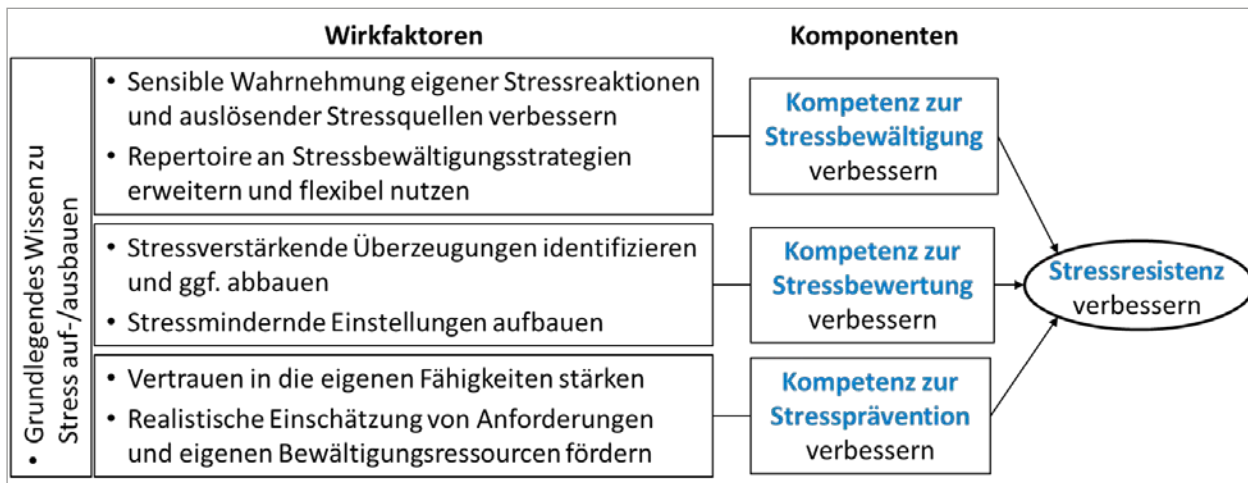 Wirkfaktoren
Komponenten
• Grundlegendes Wissen zu
Stress auf-/ausbauen
• Sensible Wahrnehmung eigener Stressreaktionen
und auslösender Stressquellen verbessern
• Repertoire an Stressbewältigungsstrategien
erweitern und flexibel nutzen
Kompetenz zur
Stressbewältigung
verbessern
• Stressverstärkende Überzeugungen identifizieren
und ggf. abbauen
• Stressmindernde Einstellungen aufbauen
Kompetenz zur
Stressbewertung
verbessern
• Vertrauen in die eigenen Fähigkeiten stärken
• Realistische Einschätzung von Anforderungen
und eigenen Bewältigungsressourcen fördern
Kompetenz zur
Stressprävention
verbessern
Stressresistenz
verbessern